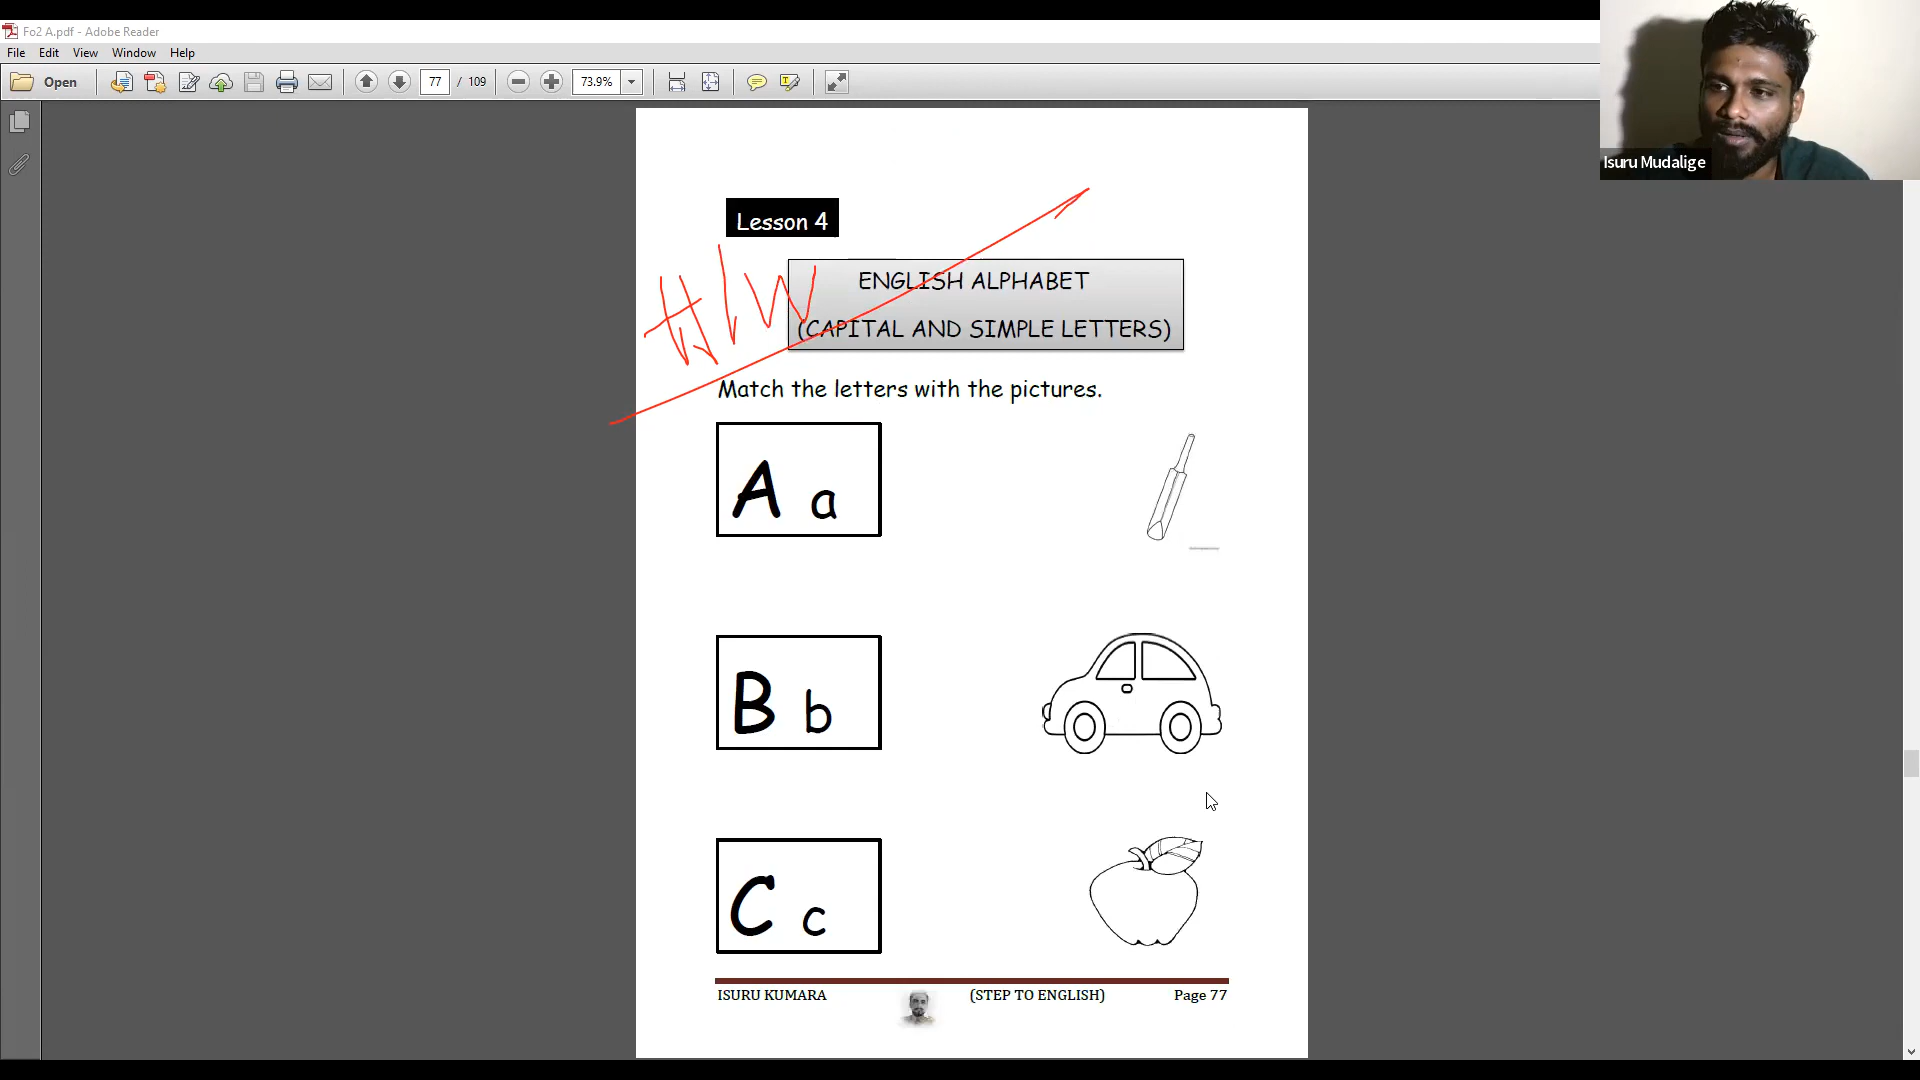 Fo2 A.pdf - Adobe Reader
File Edit View Window Help
Open 77 / 109 73.9%
Isuru Mudalige
Lesson 4
H/W
ENGLISH ALPHABET
(CAPITAL AND SIMPLE LETTERS)
Match the letters with the pictures.
A a
B b
C c
ISURU KUMARA (STEP TO ENGLISH) Page 77